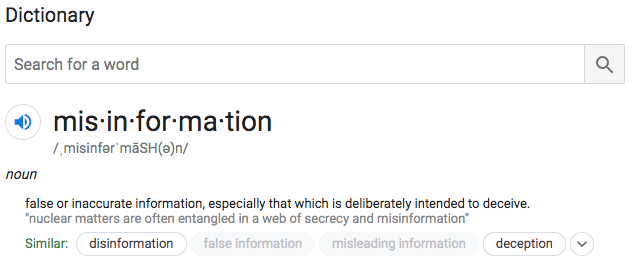 Dictionary
Search for a word
mis·in·for·ma·tion
/ˌmisinfərˈmāSH(ə)n/
noun
false or inaccurate information, especially that which is deliberately intended to deceive.
"nuclear matters are often entangled in a web of secrecy and misinformation"
Similar: disinformation false information misleading information deception